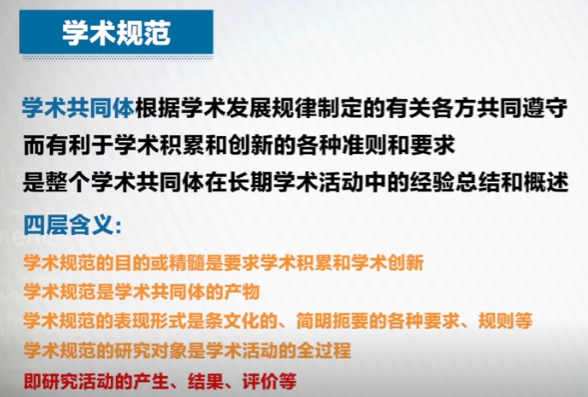 学术规范
学术共同体根据学术发展规律制定的有关各方共同遵守
而有利于学术积累和创新的各种准则和要求
是整个学术共同体在长期学术活动中的经验总结和概述
四层含义:
学术规范的目的或精髓是要求学术积累和学术创新
学术规范是学术共同体的产物
学术规范的表现形式是条文化的、简明扼要的各种要求、规则等
学术规范的研究对象是学术活动的全过程
即研究活动的产生、结果、评价等